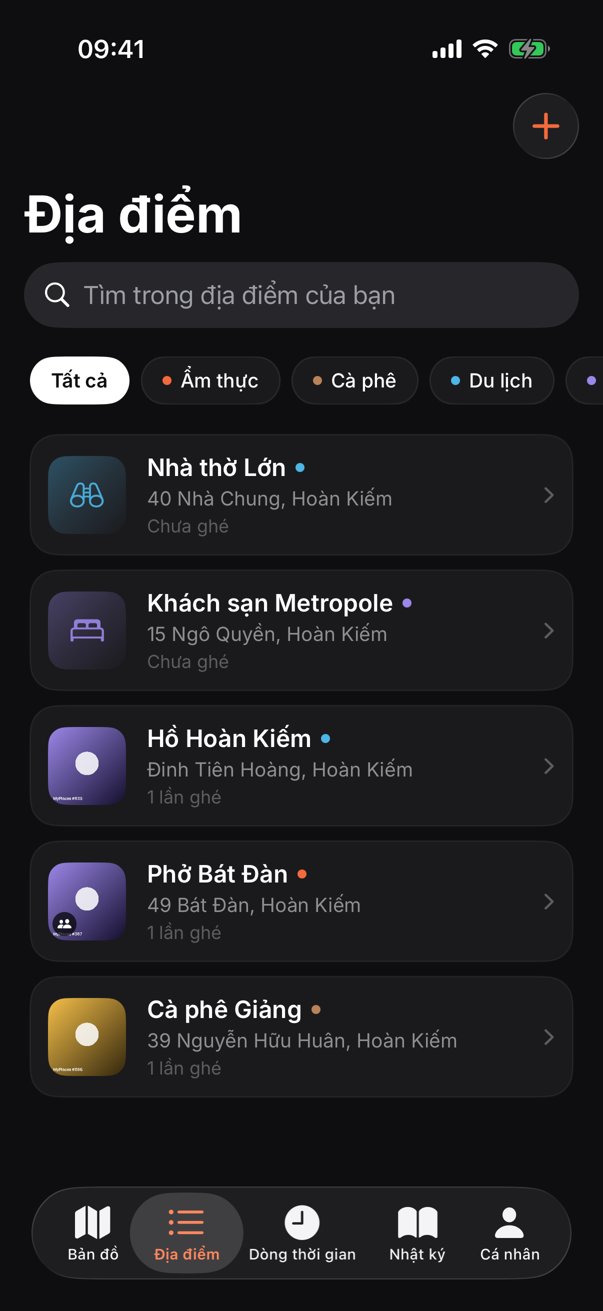 09:41
Địa điểm
Tìm trong địa điểm của bạn
Tất cả
Ẩm thực
Cà phê
Du lịch
Nhà thờ Lớn
40 Nhà Chung, Hoàn Kiếm
Chưa ghé
Khách sạn Metropole
15 Ngô Quyền, Hoàn Kiếm
Chưa ghé
Hồ Hoàn Kiếm
Đinh Tiên Hoàng, Hoàn Kiếm
1 lần ghé
Phở Bát Đàn
49 Bát Đàn, Hoàn Kiếm
1 lần ghé
Cà phê Giảng
39 Nguyễn Hữu Huân, Hoàn Kiếm
1 lần ghé
Bản đồ
Địa điểm
Dòng thời gian
Nhật ký
Cá nhân